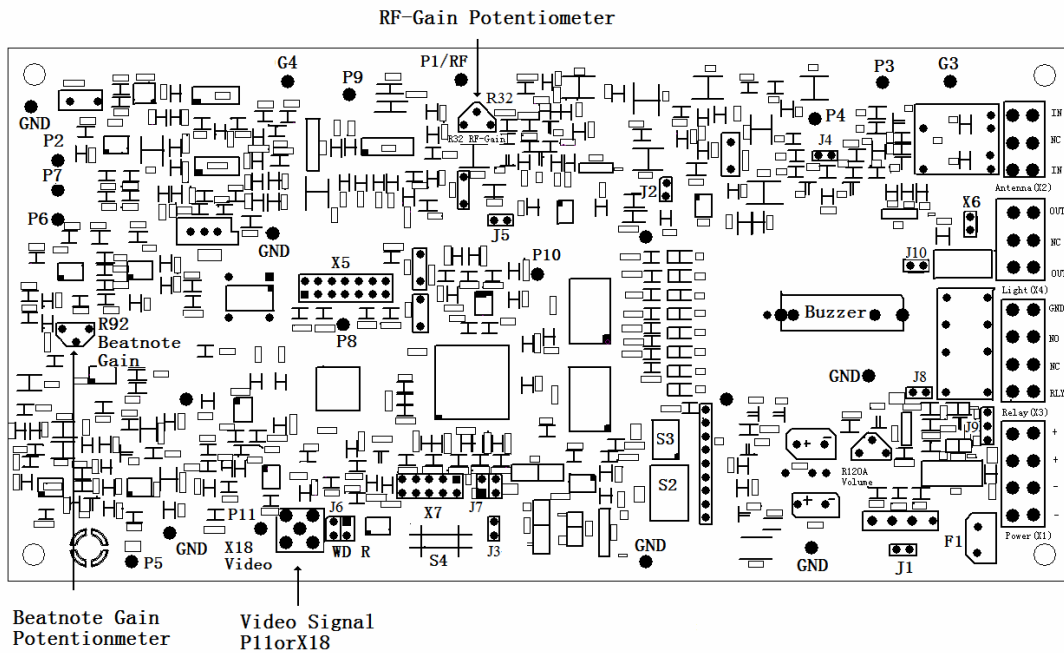 RF-Gain Potentiometer
G4
P9
P1/RF
P3
G3
R32
GND
P4
IN
P2
R32 RF-Gain
J4
NC
IN
P7
J2
Antenna(X2)
P6
J5
X6
OUT
GND
NC
X5
P10
J10
OUT
Light(X4)
R92
Beatnote
Gain
P8
Buzzer
GND
NO
GND
J8
NC
RLY
Relay(X3)
J9
S3
+ -
+
R120A
Volume
+
S2
-
+ -
P11
J6
X7
J7
-
GND
X18
Video
WD R
J3
GND
F1
Power(X1)
P5
S4
GND
J1
Beatnote Gain
Potentionmeter
Video Signal
P11orX18